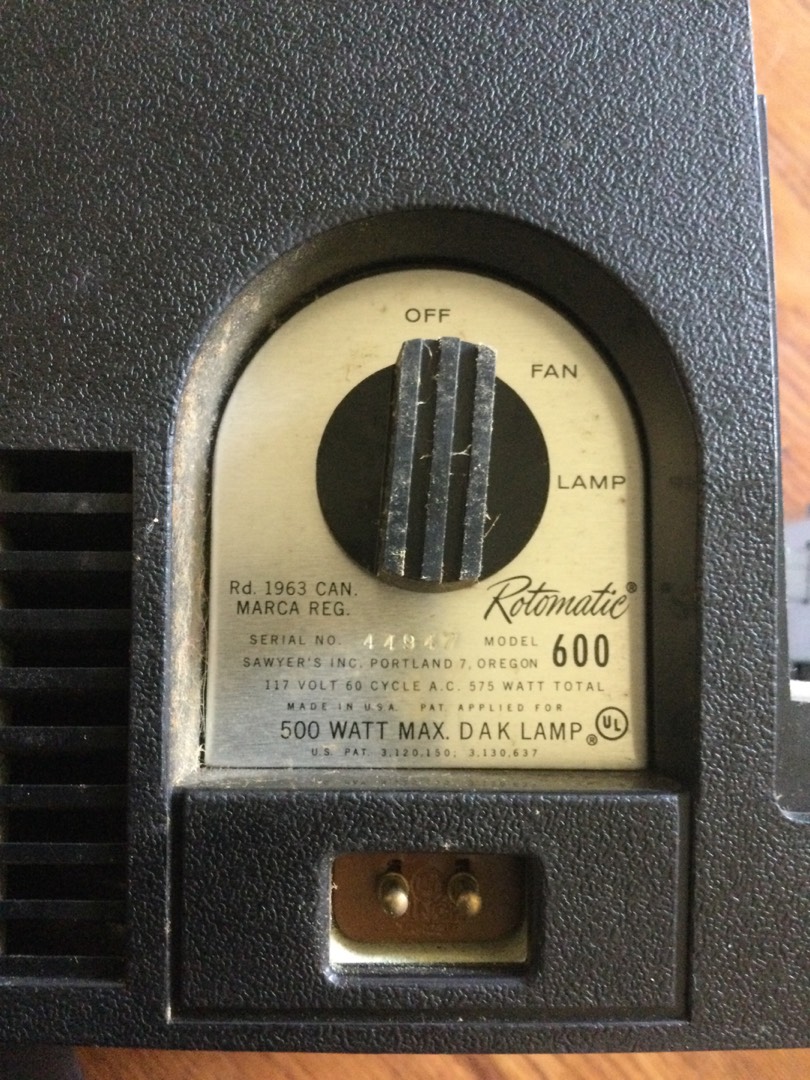 OFF
FAN
LAMP
Rd. 1963 CAN.
MARCA REG.
Rotomatic®
SERIAL NO. 44947 MODEL 600
SAWYER'S INC. PORTLAND 7, OREGON
117 VOLT 60 CYCLE A.C. 575 WATT TOTAL
MADE IN U.S.A. PAT. APPLIED FOR
500 WATT MAX. DAK LAMP ® UL
U.S. PAT. 3,120,150; 3,130,637